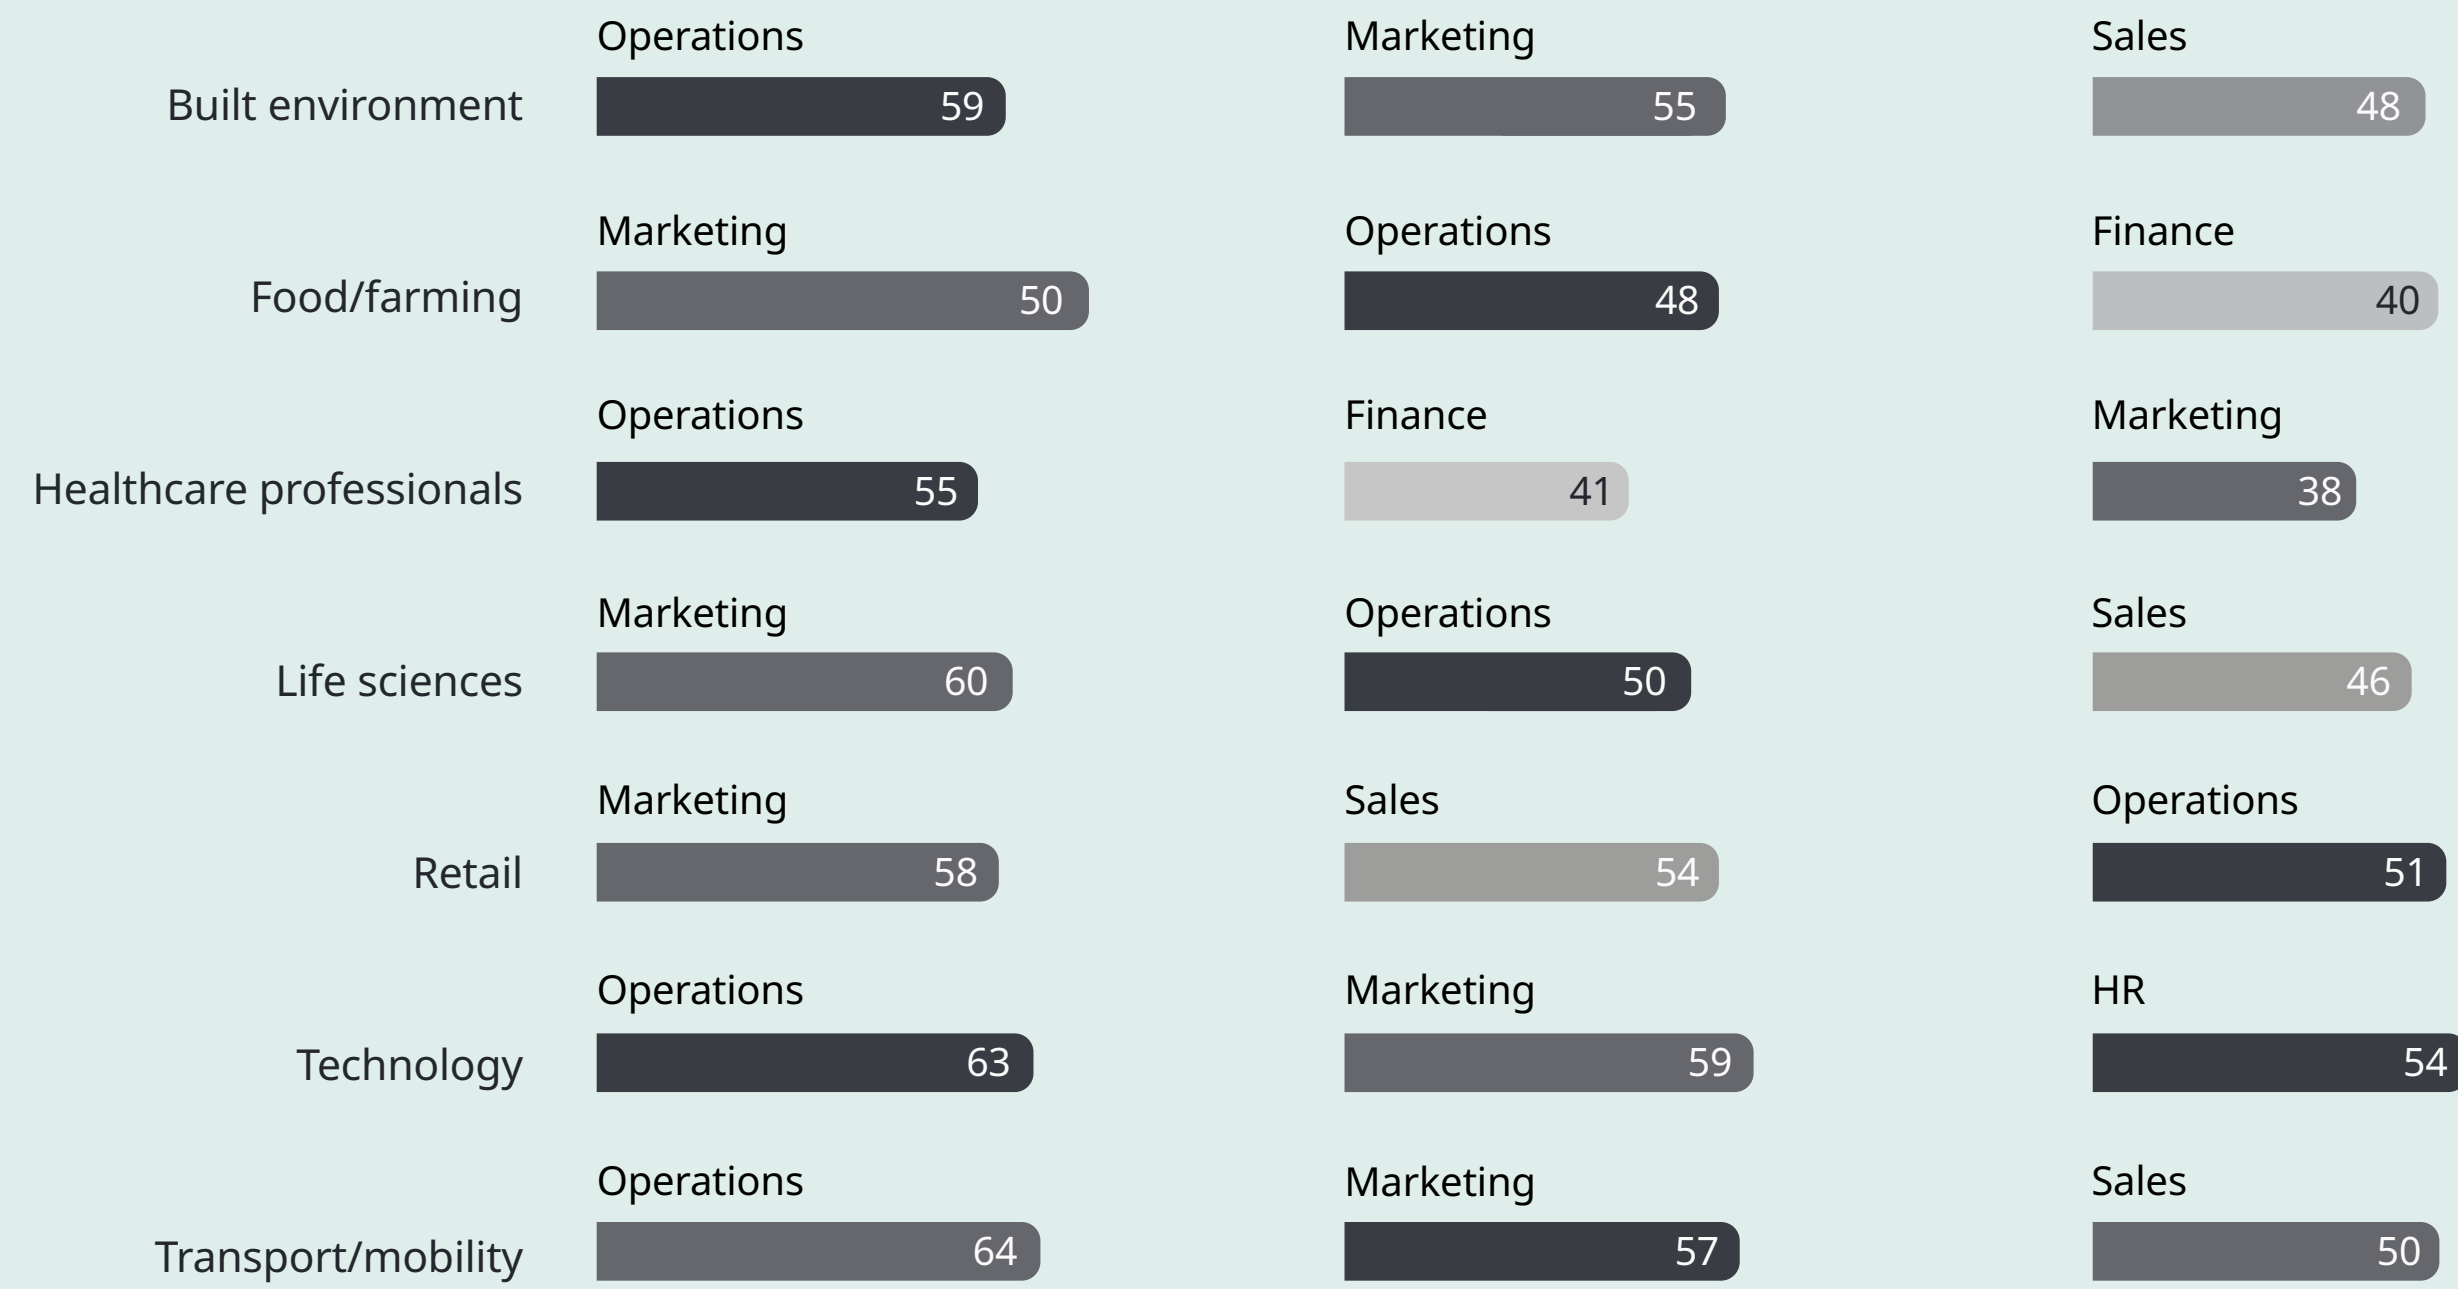 Operations Marketing Sales
Built environment 59 55 48
Marketing Operations Finance
Food/farming 50 48 40
Operations Finance Marketing
Healthcare professionals 55 41 38
Marketing Operations Sales
Life sciences 60 50 46
Marketing Sales Operations
Retail 58 54 51
Operations Marketing HR
Technology 63 59 54
Operations Marketing Sales
Transport/mobility 64 57 50